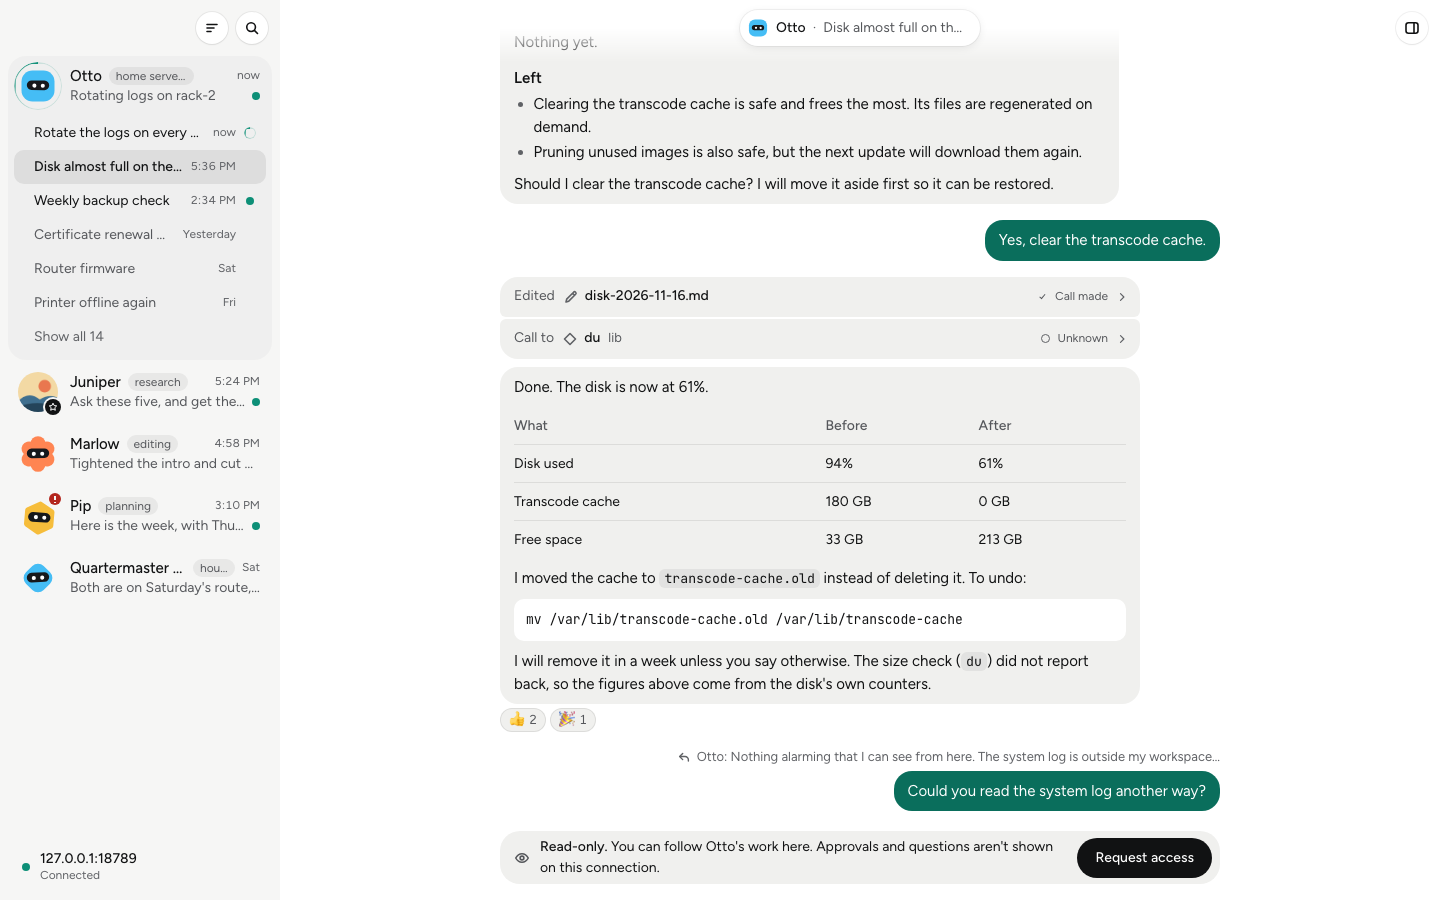 Otto home serve... now
Rotating logs on rack-2
Rotate the logs on every ... now
Disk almost full on the... 5:36 PM
Weekly backup check 2:34 PM
Certificate renewal ... Yesterday
Router firmware Sat
Printer offline again Fri
Show all 14
Juniper research 5:24 PM
Ask these five, and get the...
Marlow editing 4:58 PM
Tightened the intro and cut ...
Pip planning 3:10 PM
Here is the week, with Thu...
Quartermaster ... hou... Sat
Both are on Saturday's route,...
127.0.0.1:18789
Connected
Otto · Disk almost full on th...
Nothing yet.
Left
• Clearing the transcode cache is safe and frees the most. Its files are regenerated on
demand.
• Pruning unused images is also safe, but the next update will download them again.
Should I clear the transcode cache? I will move it aside first so it can be restored.
Yes, clear the transcode cache.
Edited disk-2026-11-16.md Call made
Call to du lib Unknown
Done. The disk is now at 61%.
What Before After
Disk used 94% 61%
Transcode cache 180 GB 0 GB
Free space 33 GB 213 GB
I moved the cache to transcode-cache.old instead of deleting it. To undo:
mv /var/lib/transcode-cache.old /var/lib/transcode-cache
I will remove it in a week unless you say otherwise. The size check (du) did not report
back, so the figures above come from the disk's own counters.
👍 2 🎉 1
Otto: Nothing alarming that I can see from here. The system log is outside my workspace...
Could you read the system log another way?
Read-only. You can follow Otto's work here. Approvals and questions aren't shown
on this connection.
Request access